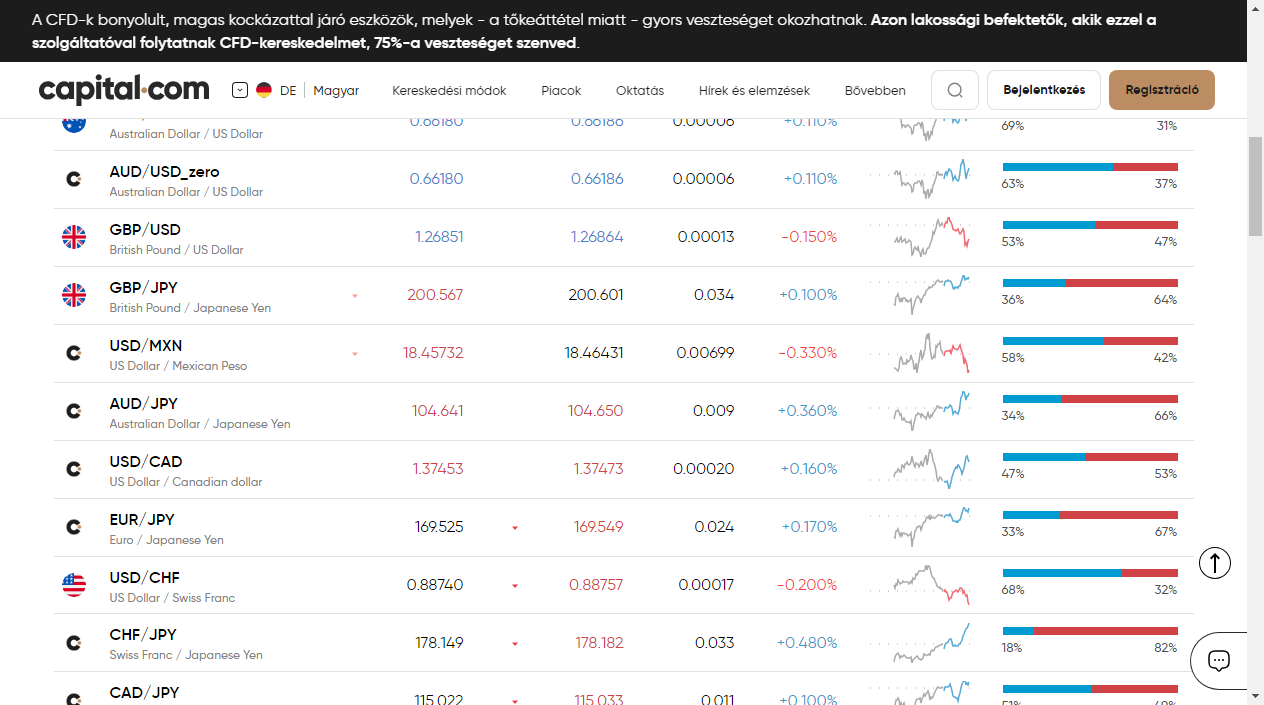 A CFD-k bonyolult, magas kockázattal járó eszközök, melyek - a tőkeáttétel miatt - gyors veszteséget okozhatnak. Azon lakossági befektetők, akik ezzel a
szolgáltatóval folytatnak CFD-kereskedelmet, 75%-a veszteséget szenved.
capital.com DE Magyar Kereskedési módok Piacok Oktatás Hírek és elemzések Bővebben Bejelentkezés Regisztráció
0.66180 0.66186 0.00006 +0.110%
Australian Dollar / US Dollar 69% 31%
AUD/USD_zero 0.66180 0.66186 0.00006 +0.110%
Australian Dollar / US Dollar 63% 37%
GBP/USD 1.26851 1.26864 0.00013 -0.150%
British Pound / US Dollar 53% 47%
GBP/JPY 200.567 200.601 0.034 +0.100%
British Pound / Japanese Yen 36% 64%
USD/MXN 18.45732 18.46431 0.00699 -0.330%
US Dollar / Mexican Peso 58% 42%
AUD/JPY 104.641 104.650 0.009 +0.360%
Australian Dollar / Japanese Yen 34% 66%
USD/CAD 1.37453 1.37473 0.00020 +0.160%
US Dollar / Canadian dollar 47% 53%
EUR/JPY 169.525 169.549 0.024 +0.170%
Euro / Japanese Yen 33% 67%
USD/CHF 0.88740 0.88757 0.00017 -0.200%
US Dollar / Swiss Franc 68% 32%
CHF/JPY 178.149 178.182 0.033 +0.480%
Swiss Franc / Japanese Yen 18% 82%
CAD/JPY 115.022 115.033 0.011 +0.100%